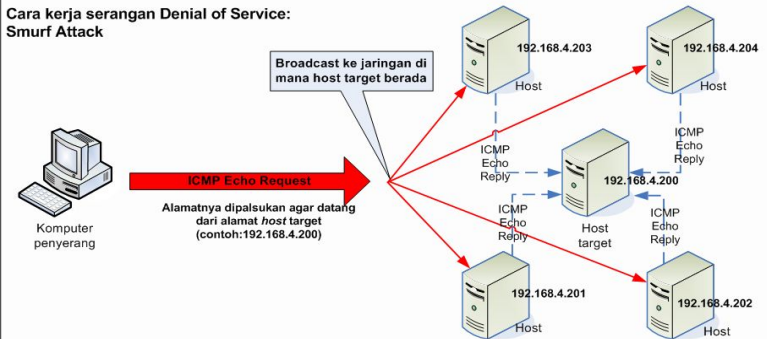 Cara kerja serangan Denial of Service:
Smurf Attack
Broadcast ke jaringan di
mana host target berada
192.168.4.203
Host
192.168.4.204
Host
ICMP Echo Request
Alamatnya dipalsukan agar datang
dari alamat host target
(contoh:192.168.4.200)
Komputer
penyerang
ICMP
Echo
Reply
ICMP
Echo
Reply
192.168.4.200
Host
target
ICMP
Echo
Reply
ICMP
Echo
Reply
192.168.4.201
Host
192.168.4.202
Host